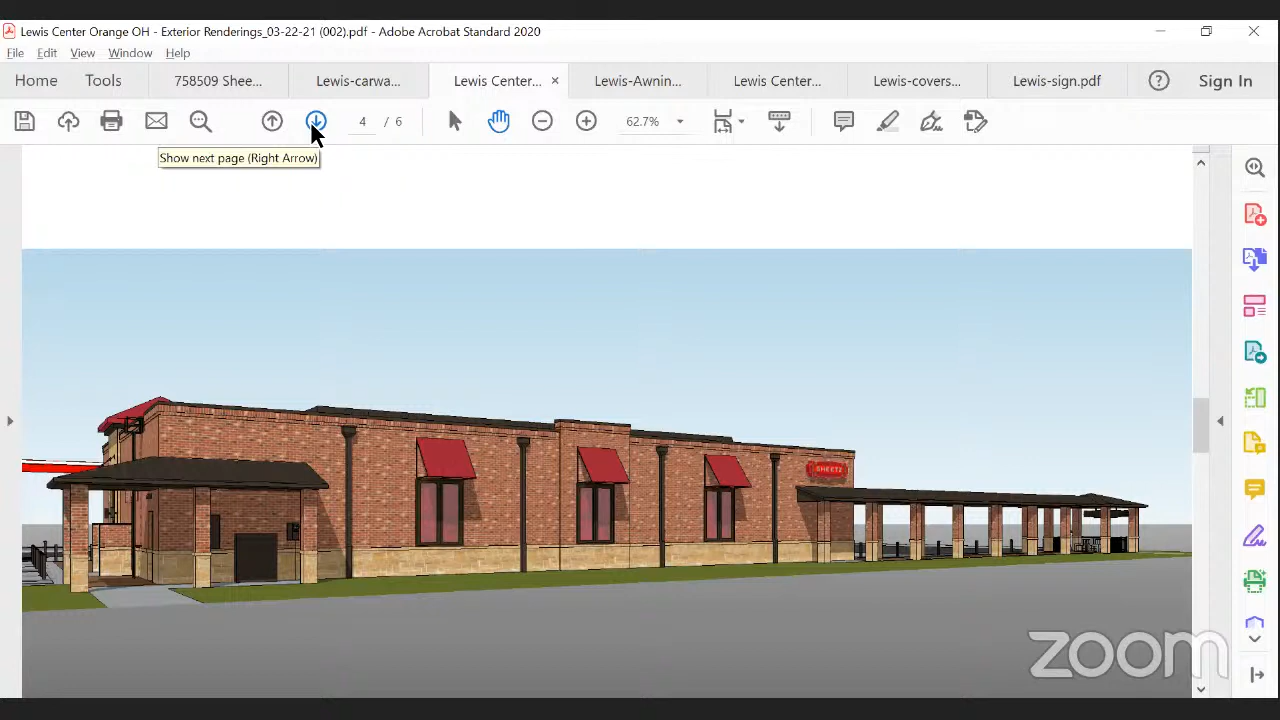 Lewis Center Orange OH - Exterior Renderings_03-22-21 (002).pdf - Adobe Acrobat Standard 2020
File Edit View Window Help
Home Tools 758509 Shee... Lewis-carwa... Lewis Center... × Lewis-Awnin... Lewis Center... Lewis-covers... Lewis-sign.pdf Sign In
4 / 6 62.7%
Show next page (Right Arrow)
SHEETZ
zoom